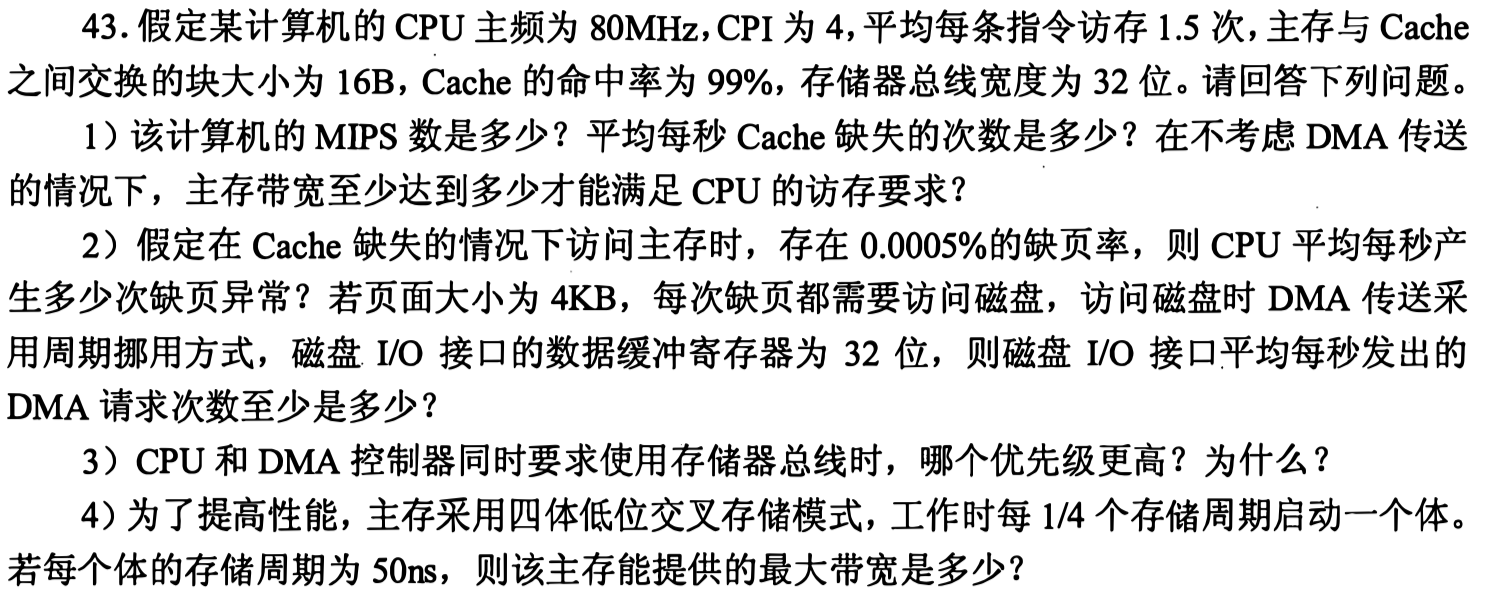 43. 假定某计算机的 CPU 主频为 80MHz, CPI 为 4, 平均每条指令访存 1.5 次, 主存与 Cache
之间交换的块大小为 16B, Cache 的命中率为 99%, 存储器总线宽度为 32 位。请回答下列问题。
1) 该计算机的 MIPS 数是多少? 平均每秒 Cache 缺失的次数是多少? 在不考虑 DMA 传送
的情况下, 主存带宽至少达到多少才能满足 CPU 的访存要求?
2) 假定在 Cache 缺失的情况下访问主存时, 存在 0.0005%的缺页率, 则 CPU 平均每秒产
生多少次缺页异常? 若页面大小为 4KB, 每次缺页都需要访问磁盘, 访问磁盘时 DMA 传送采
用周期挪用方式, 磁盘 I/O 接口的数据缓冲寄存器为 32 位, 则磁盘 I/O 接口平均每秒发出的
DMA 请求次数至少是多少?
3) CPU 和 DMA 控制器同时要求使用存储器总线时, 哪个优先级更高? 为什么?
4) 为了提高性能, 主存采用四体低位交叉存储模式, 工作时每 1/4 个存储周期启动一个体。
若每个体的存储周期为 50ns, 则该主存能提供的最大带宽是多少?